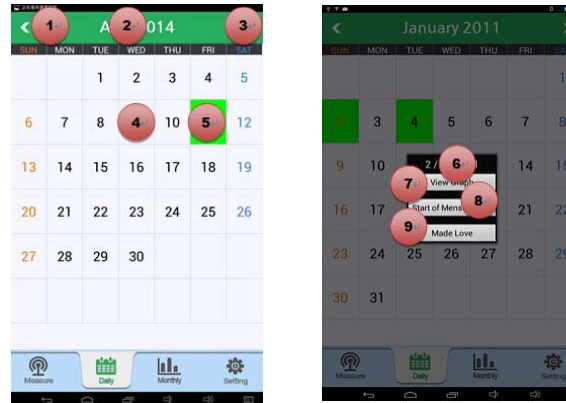 A 014
1 2 3
SUN MON TUE WED THU FRI SAT
1 2 3 4 5
6 7 8 4 10 5 12
13 14 15 16 17 18 19
20 21 22 23 24 25 26
27 28 29 30
Measure Daily Monthly Setting
January 2011
SUN MON TUE WED THU FRI
1
3 4 5 6 7 8
9 10 14
16 17 21
23 24 25 26 27 28 29
30 31
2 / 6
7 View Graph
Start of Mens 8
9 Made Love
Measure Daily Monthly Setting